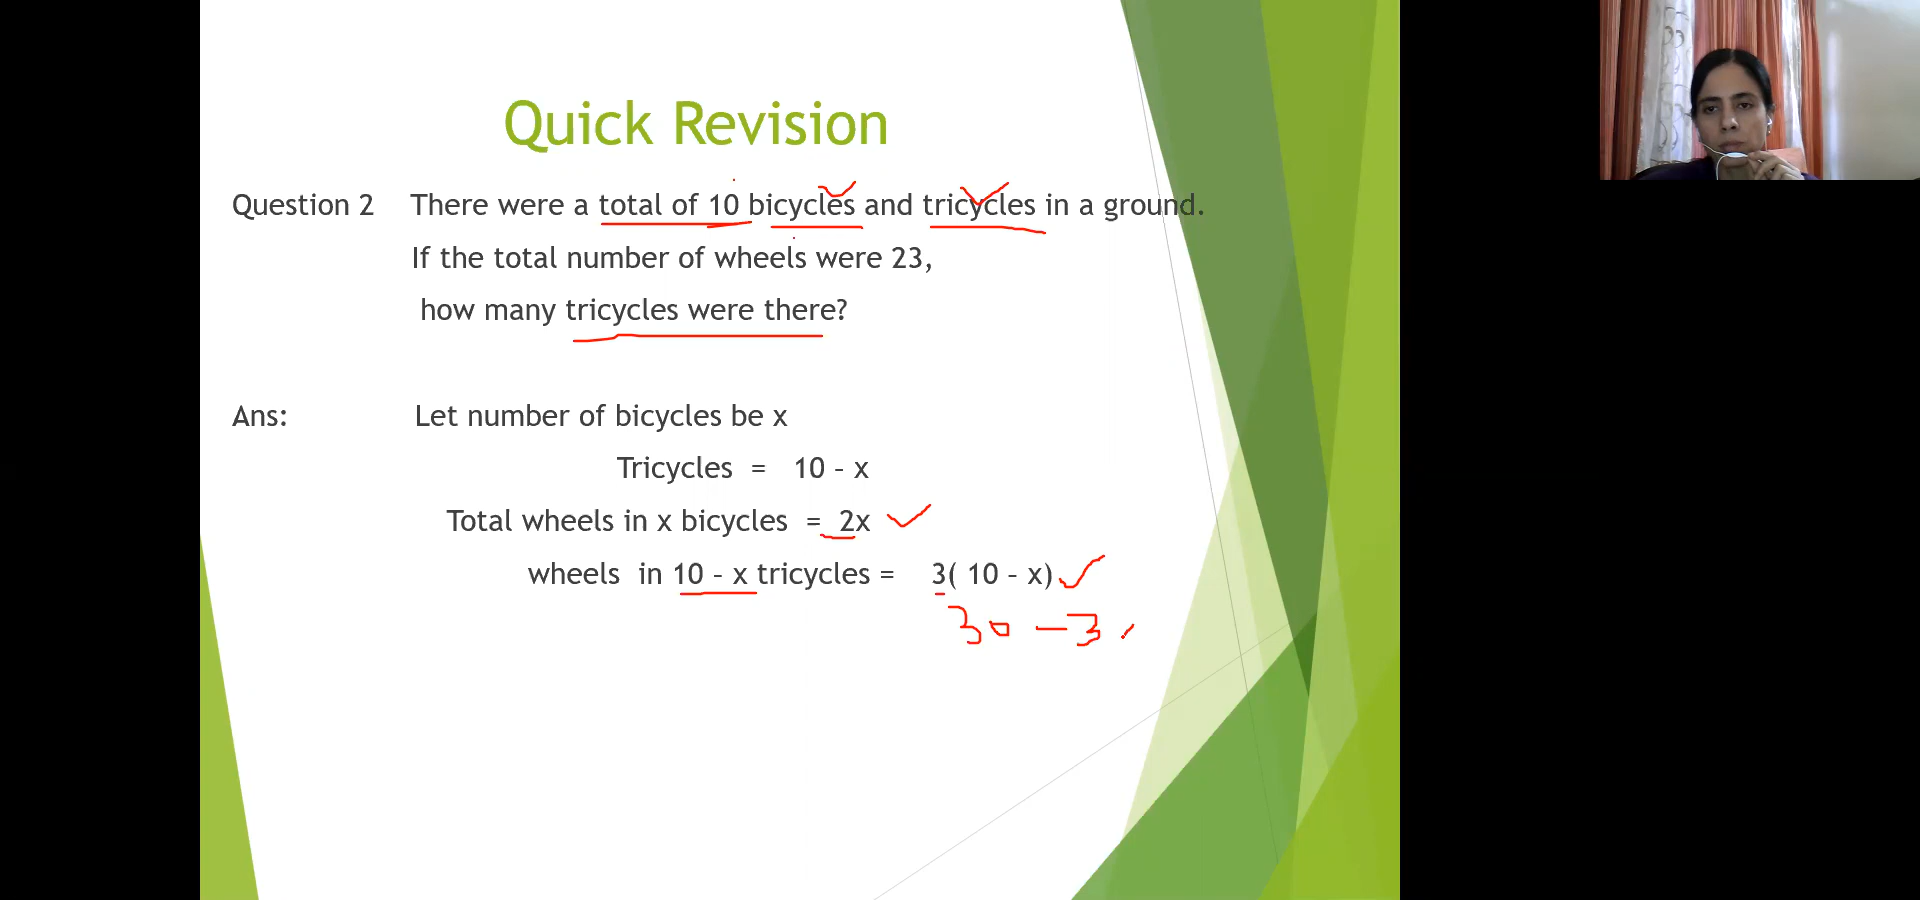 Quick Revision
Question 2 There were a total of 10 bicycles and tricycles in a ground.
If the total number of wheels were 23,
how many tricycles were there?
Ans: Let number of bicycles be x
Tricycles = 10 - x
Total wheels in x bicycles = 2x
wheels in 10 - x tricycles = 3( 10 - x)
30 - 3